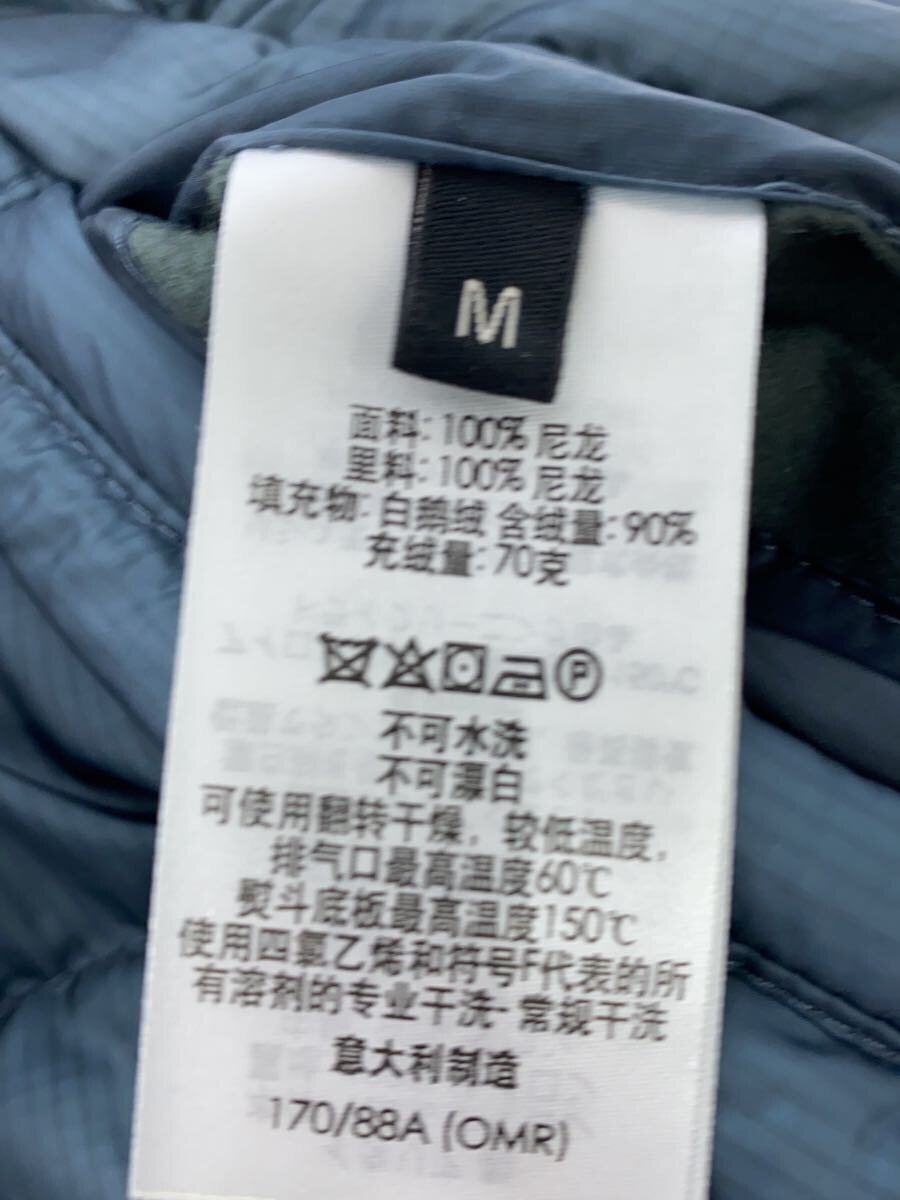 M
面料: 100% 尼龙
里料: 100% 尼龙
填充物: 白鹅绒 含绒量: 90%
充绒量: 70克
P
不可水洗
不可漂白
可使用翻转干燥，较低温度，
排气口最高温度60℃
熨斗底板最高温度150℃
使用四氯乙烯和符号F代表的所
有溶剂的专业干洗-常规干洗
意大利制造
170/88A (OMR)